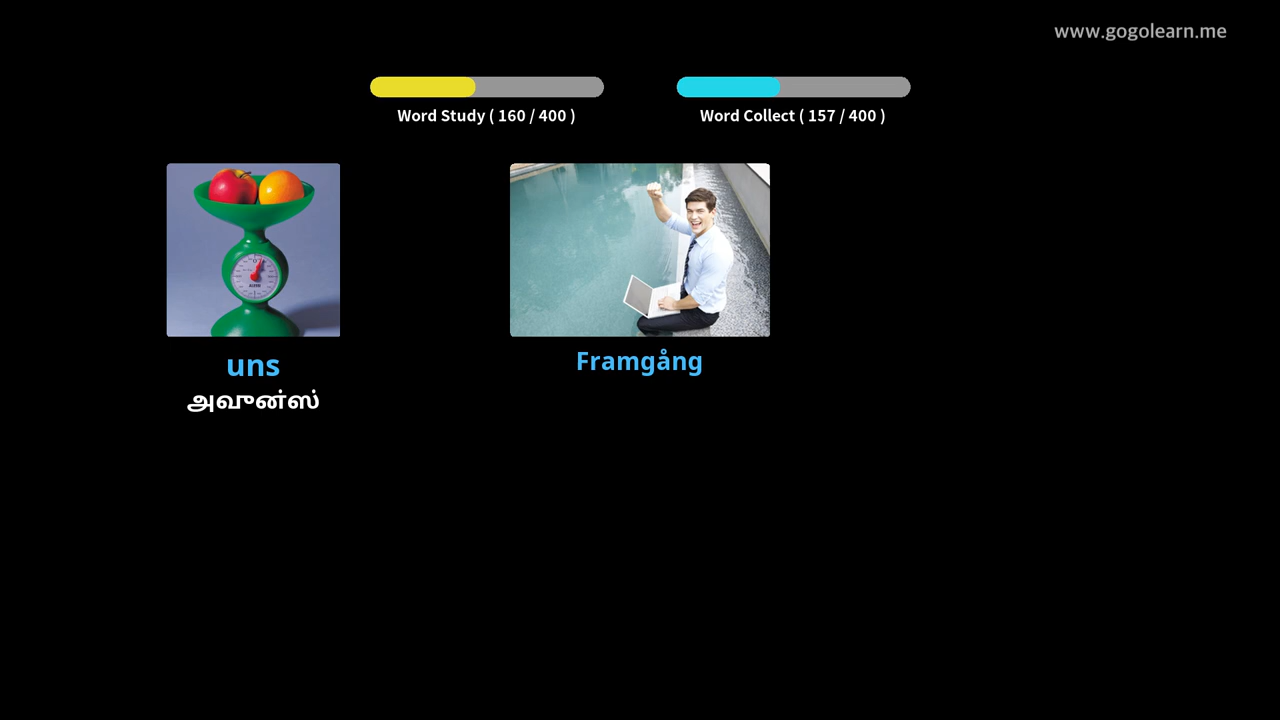 www.gogolearn.me
Word Study ( 160 / 400 )
Word Collect ( 157 / 400 )
uns
அவுன்ஸ்
Framgång